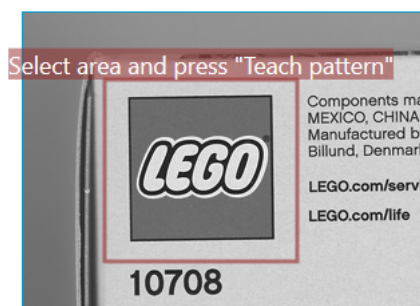 Select area and press "Teach pattern"
Components ma
MEXICO, CHINA
Manufactured b
Billund, Denmar
LEGO
LEGO.com/serv
LEGO.com/life
10708